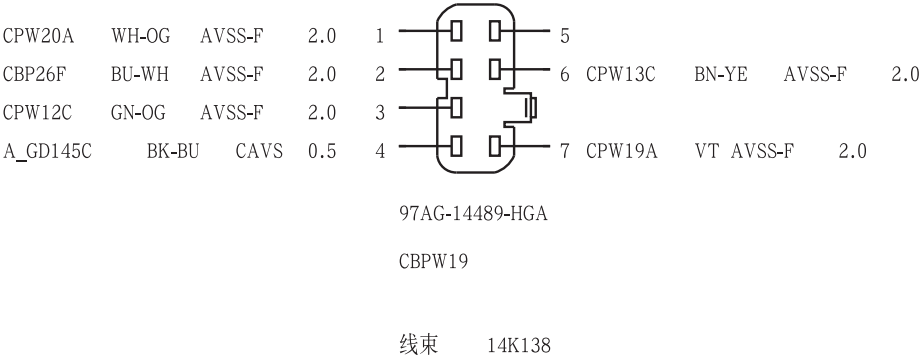 CPW20A WH-OG AVSS-F 2.0 1 5
CBP26F BU-WH AVSS-F 2.0 2 6 CPW13C BN-YE AVSS-F 2.0
CPW12C GN-OG AVSS-F 2.0 3
A_GD145C BK-BU CAVS 0.5 4 7 CPW19A VT AVSS-F 2.0
97AG-14489-HGA
CBPW19
线束 14K138